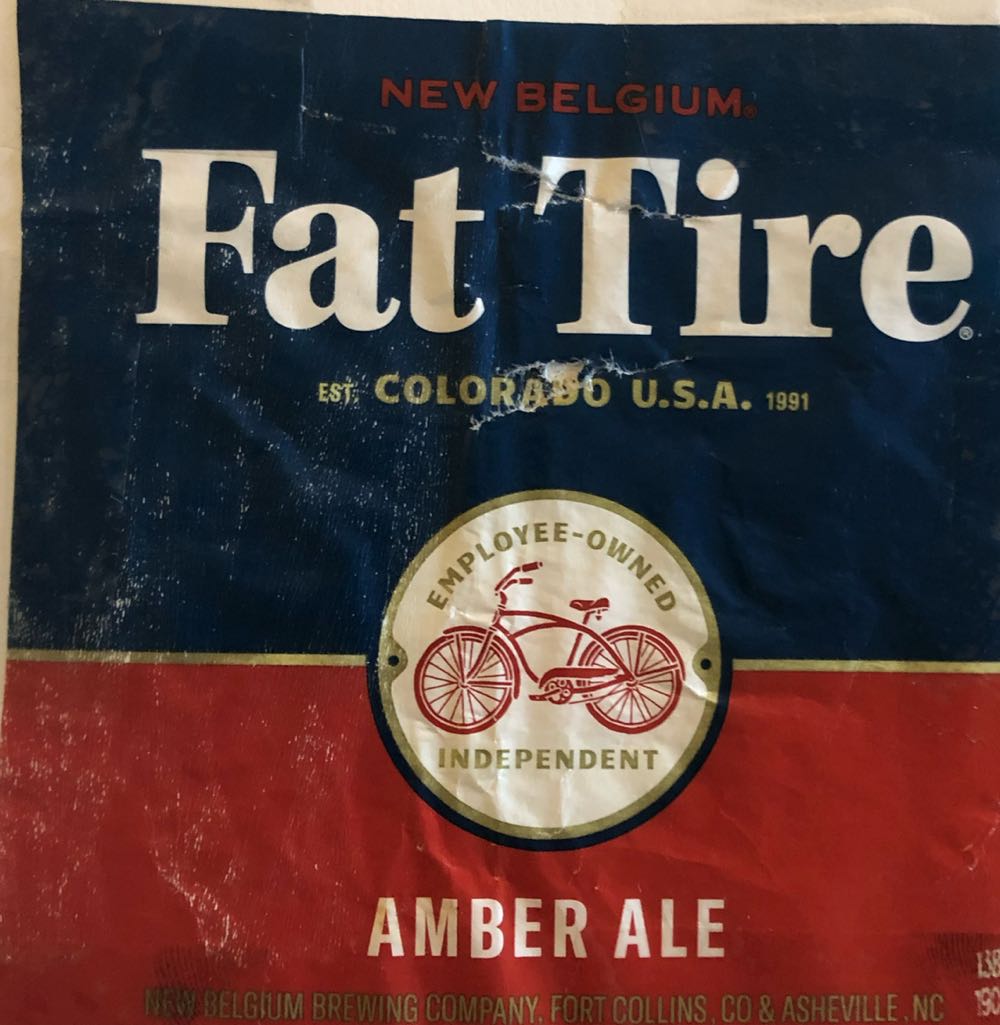 NEW BELGIUM®
Fat Tire®
EST. COLORADO U.S.A. 1991
EMPLOYEE-OWNED
INDEPENDENT
AMBER ALE
NEW BELGIUM BREWING COMPANY, FORT COLLINS, CO & ASHEVILLE, NC